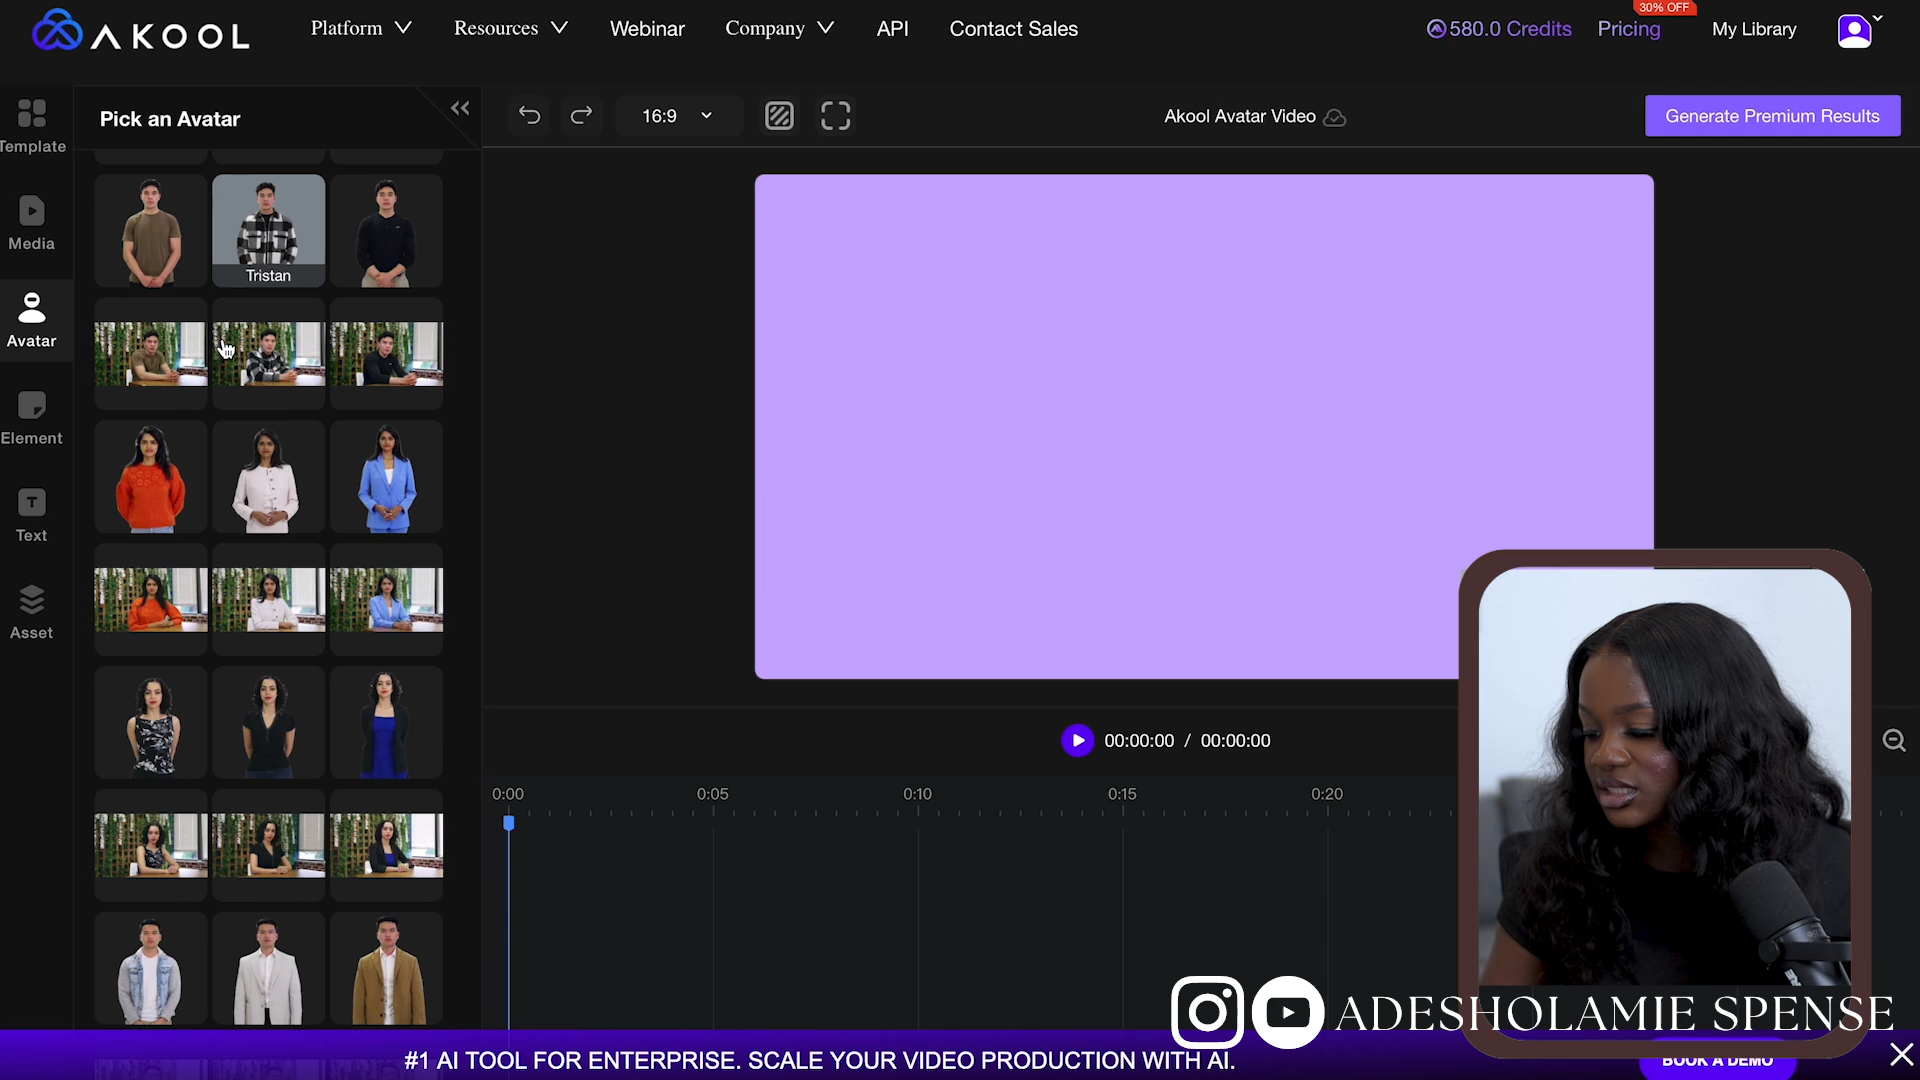 AKOOL
Platform
Resources
Webinar
Company
API
Contact Sales
580.0 Credits
Pricing
30% OFF
My Library
Template
Media
Avatar
Element
Text
Asset
Pick an Avatar
Tristan
16:9
Akool Avatar Video
Generate Premium Results
00:00:00 / 00:00:00
0:00
0:05
0:10
0:15
0:20
ADESHOLAMIE SPENSE
#1 AI TOOL FOR ENTERPRISE. SCALE YOUR VIDEO PRODUCTION WITH AI.
BOOK A DEMO